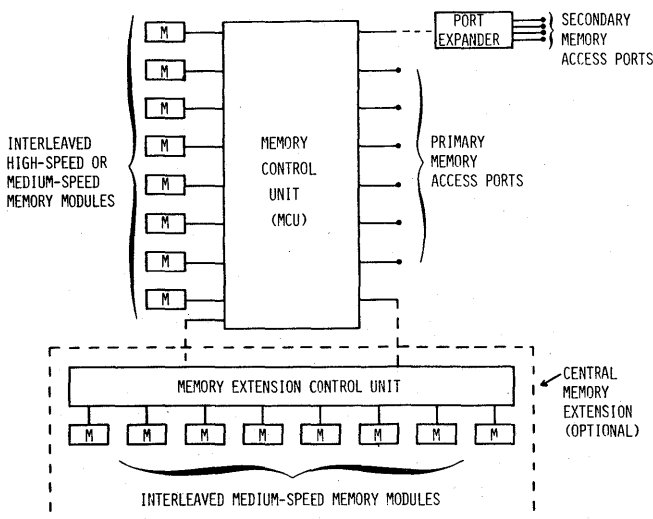 PORT
EXPANDER
SECONDARY
MEMORY
ACCESS PORTS
M
M
M
M
M
M
M
M
INTERLEAVED
HIGH-SPEED OR
MEDIUM-SPEED
MEMORY MODULES
MEMORY
CONTROL
UNIT
(MCU)
PRIMARY
MEMORY
ACCESS PORTS
MEMORY EXTENSION CONTROL UNIT
M M M M M M M M
INTERLEAVED MEDIUM-SPEED MEMORY MODULES
CENTRAL
MEMORY
EXTENSION
(OPTIONAL)